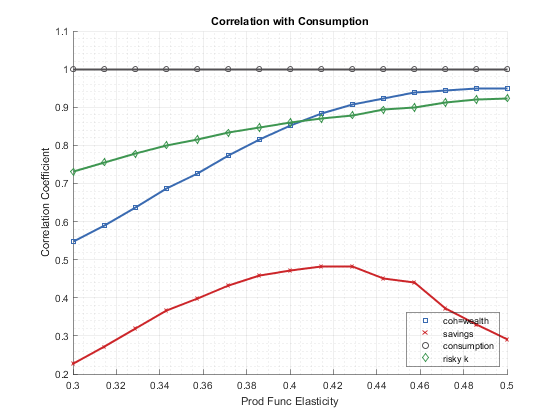 Correlation with Consumption
1.1
1
0.9
0.8
0.7
0.6
0.5
0.4
0.3
0.2
Correlation Coefficient
0.3 0.32 0.34 0.36 0.38 0.4 0.42 0.44 0.46 0.48 0.5
Prod Func Elasticity
coh=wealth
savings
consumption
risky k